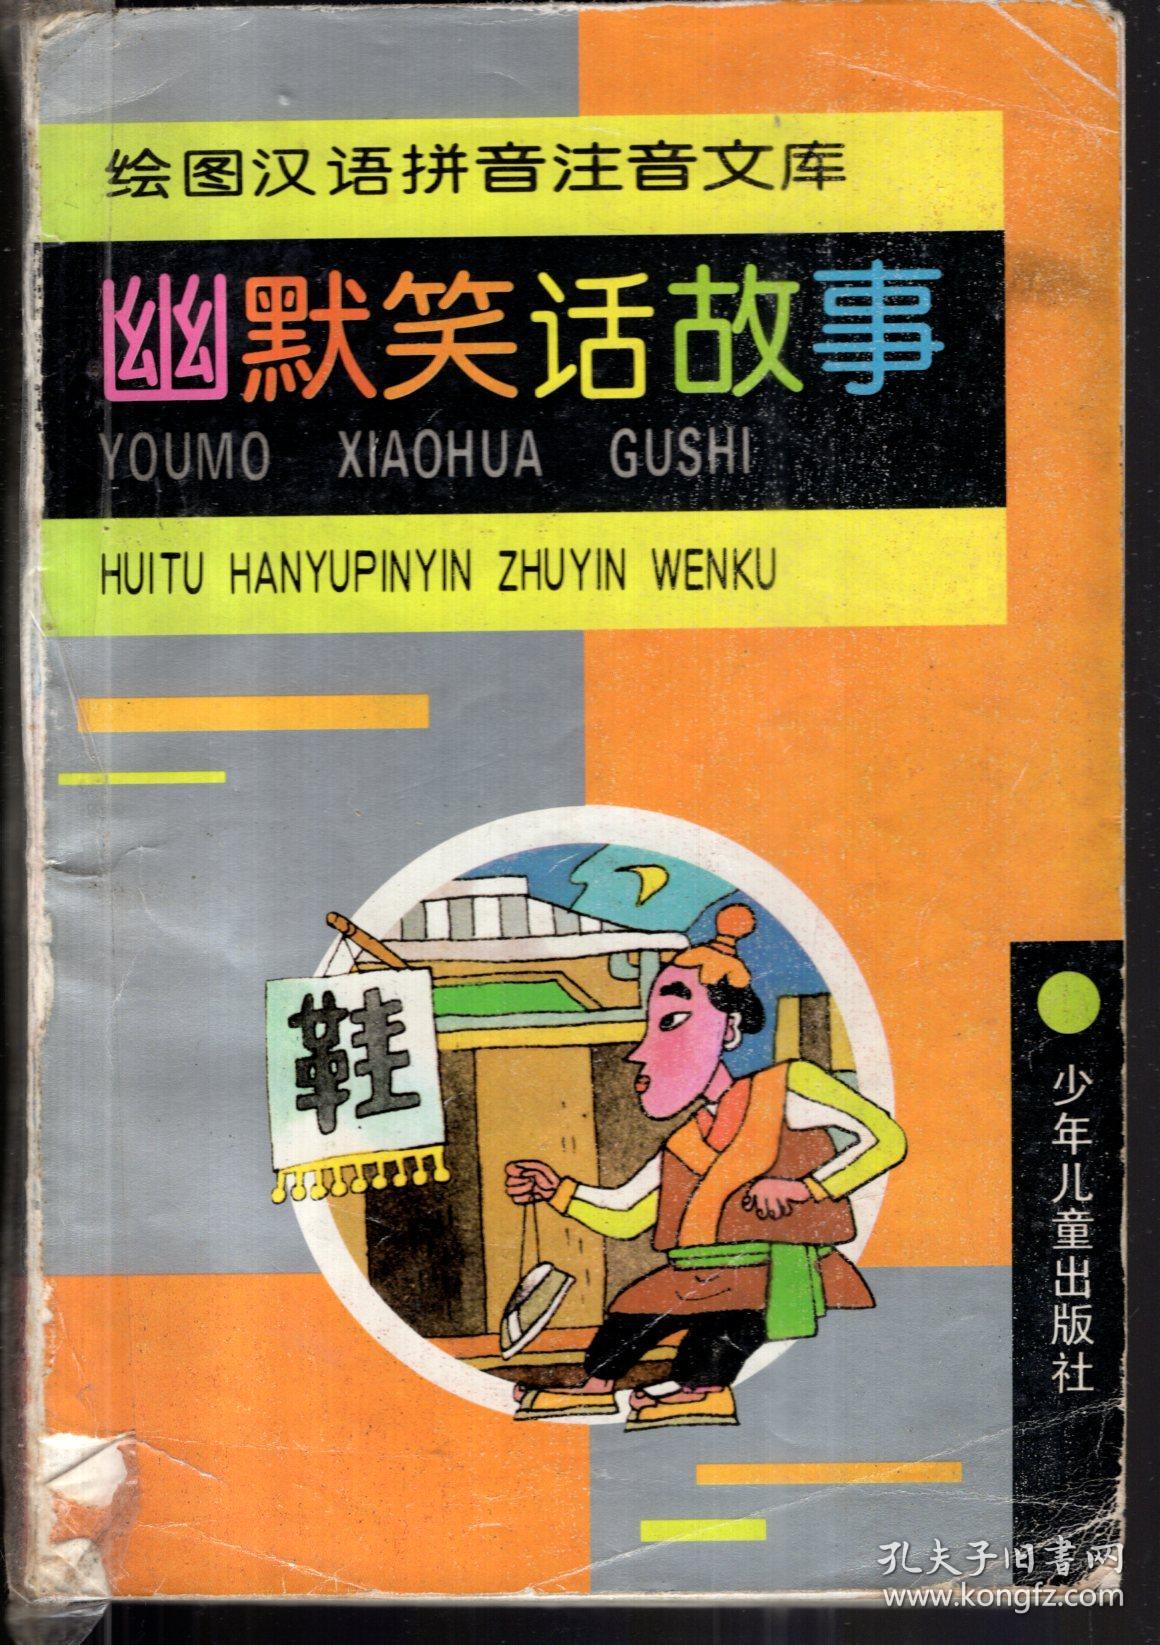 绘图汉语拼音注音文库
幽默笑话故事
YOUMO XIAOHUA GUSHI
HUITU HANYUPINYIN ZHUYIN WENKU
鞋
少年儿童出版社
孔夫子旧书网
www.kongfz.com